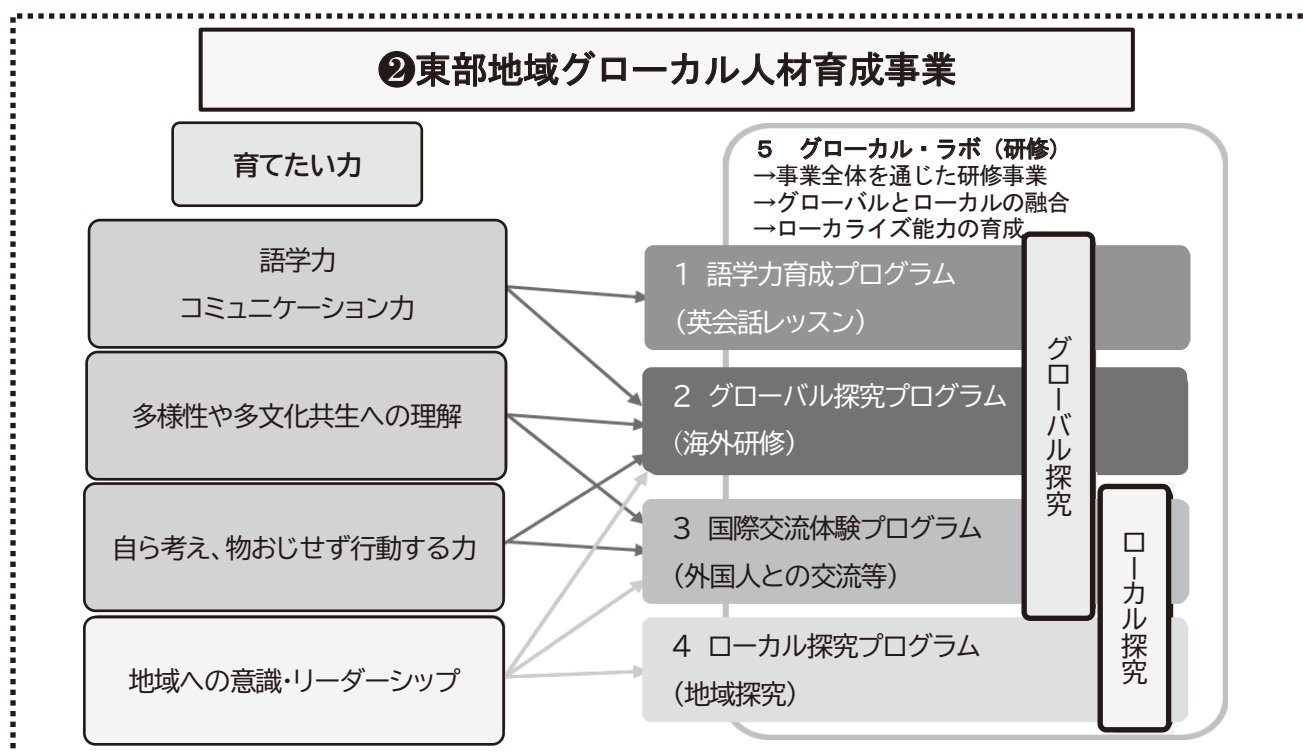 ❷東部地域グローカル人材育成事業
育てたい力
語学力
コミュニケーション力
多様性や多文化共生への理解
自ら考え、物おじせず行動する力
地域への意識・リーダーシップ
５　グローカル・ラボ（研修）
→事業全体を通じた研修事業
→グローバルとローカルの融合
→ローカライズ能力の育成
１ 語学力育成プログラム
（英会話レッスン）
２ グローバル探究プログラム
（海外研修）
３ 国際交流体験プログラム
（外国人との交流等）
４ ローカル探究プログラム
（地域探究）
グローバル探究
ローカル探究